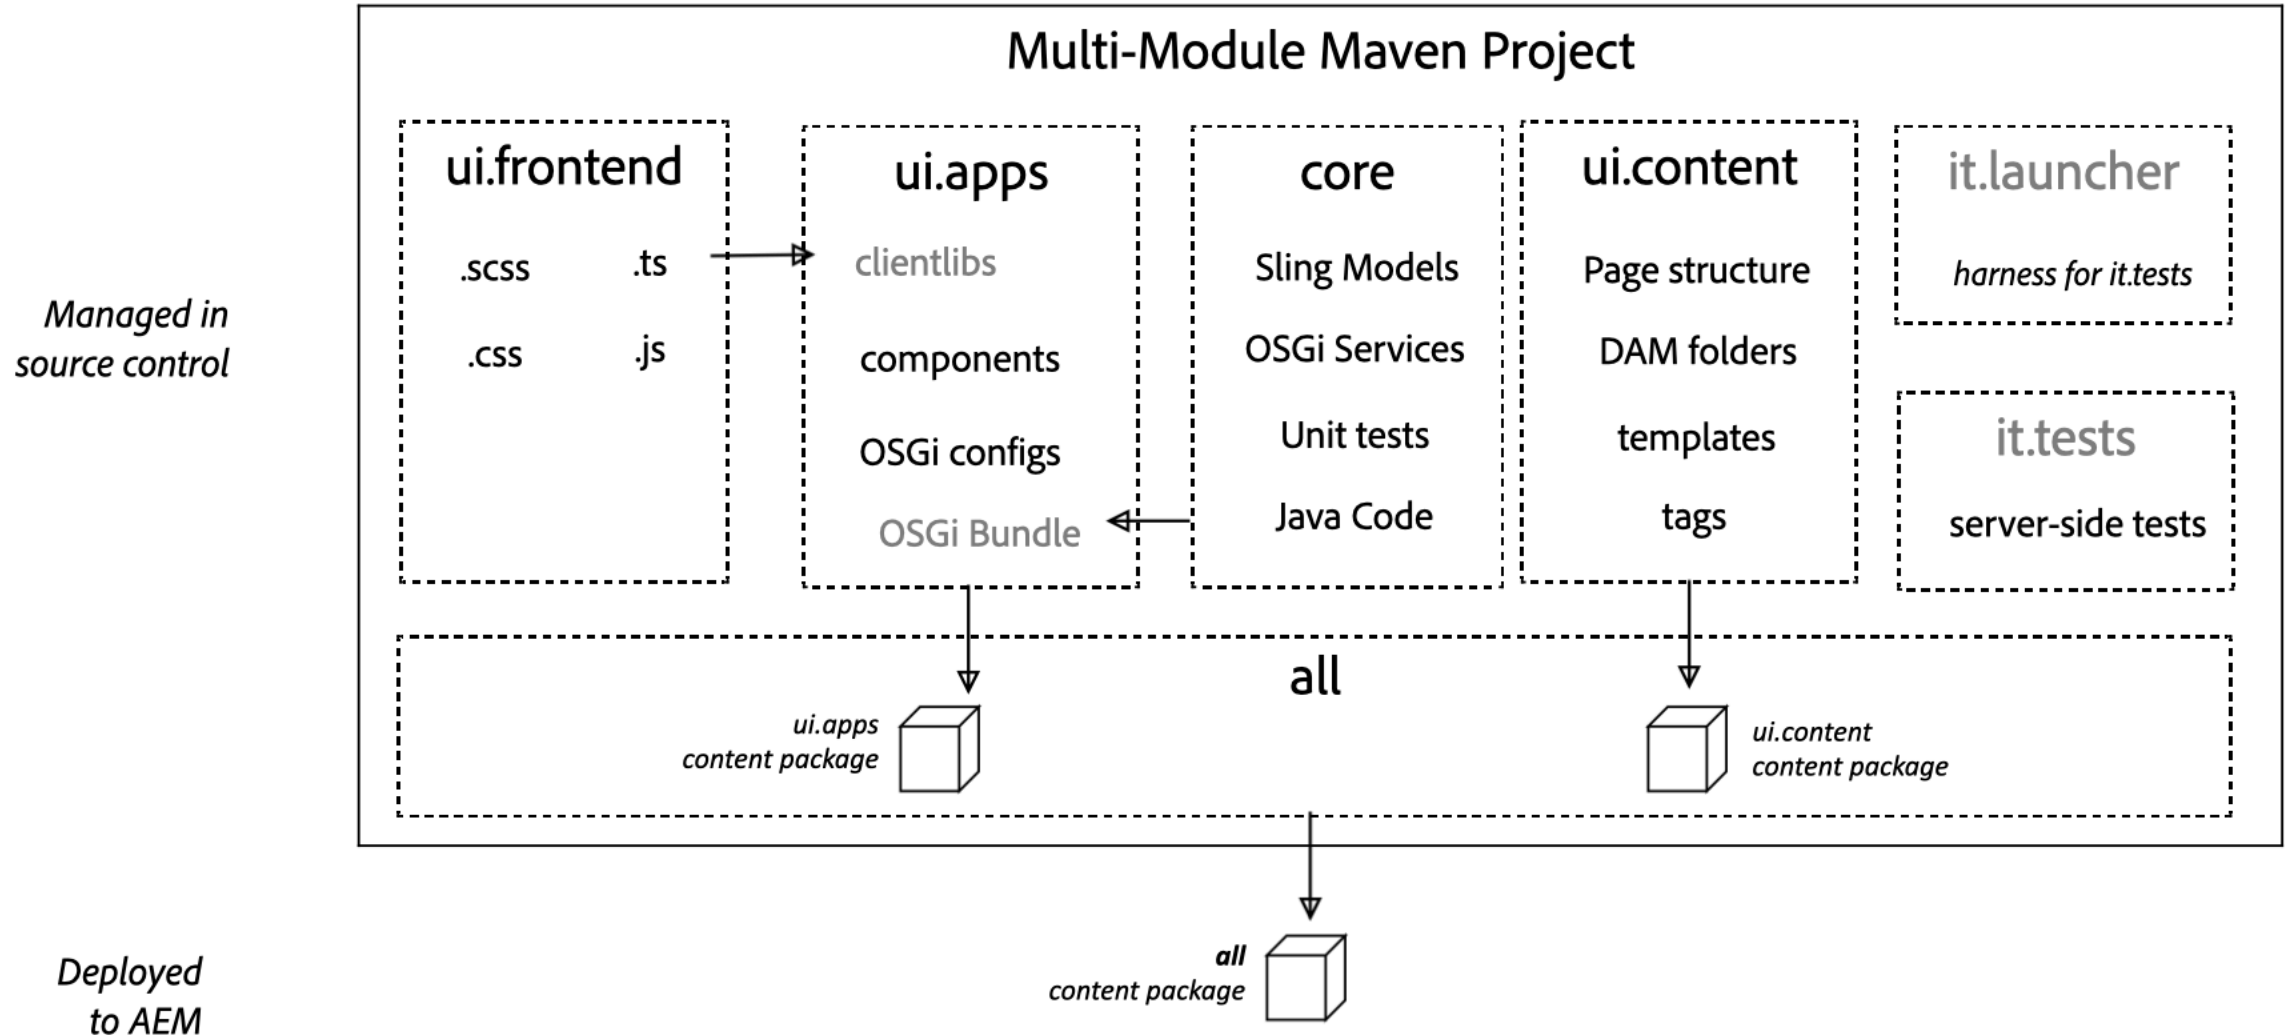 Multi-Module Maven Project
ui.frontend
.scss
.ts
.css
.js
ui.apps
clientlibs
components
OSGi configs
OSGi Bundle
core
Sling Models
OSGi Services
Unit tests
Java Code
ui.content
Page structure
DAM folders
templates
tags
it.launcher
harness for it.tests
it.tests
server-side tests
Managed in
source control
all
ui.apps
content package
ui.content
content package
all
content package
Deployed
to AEM